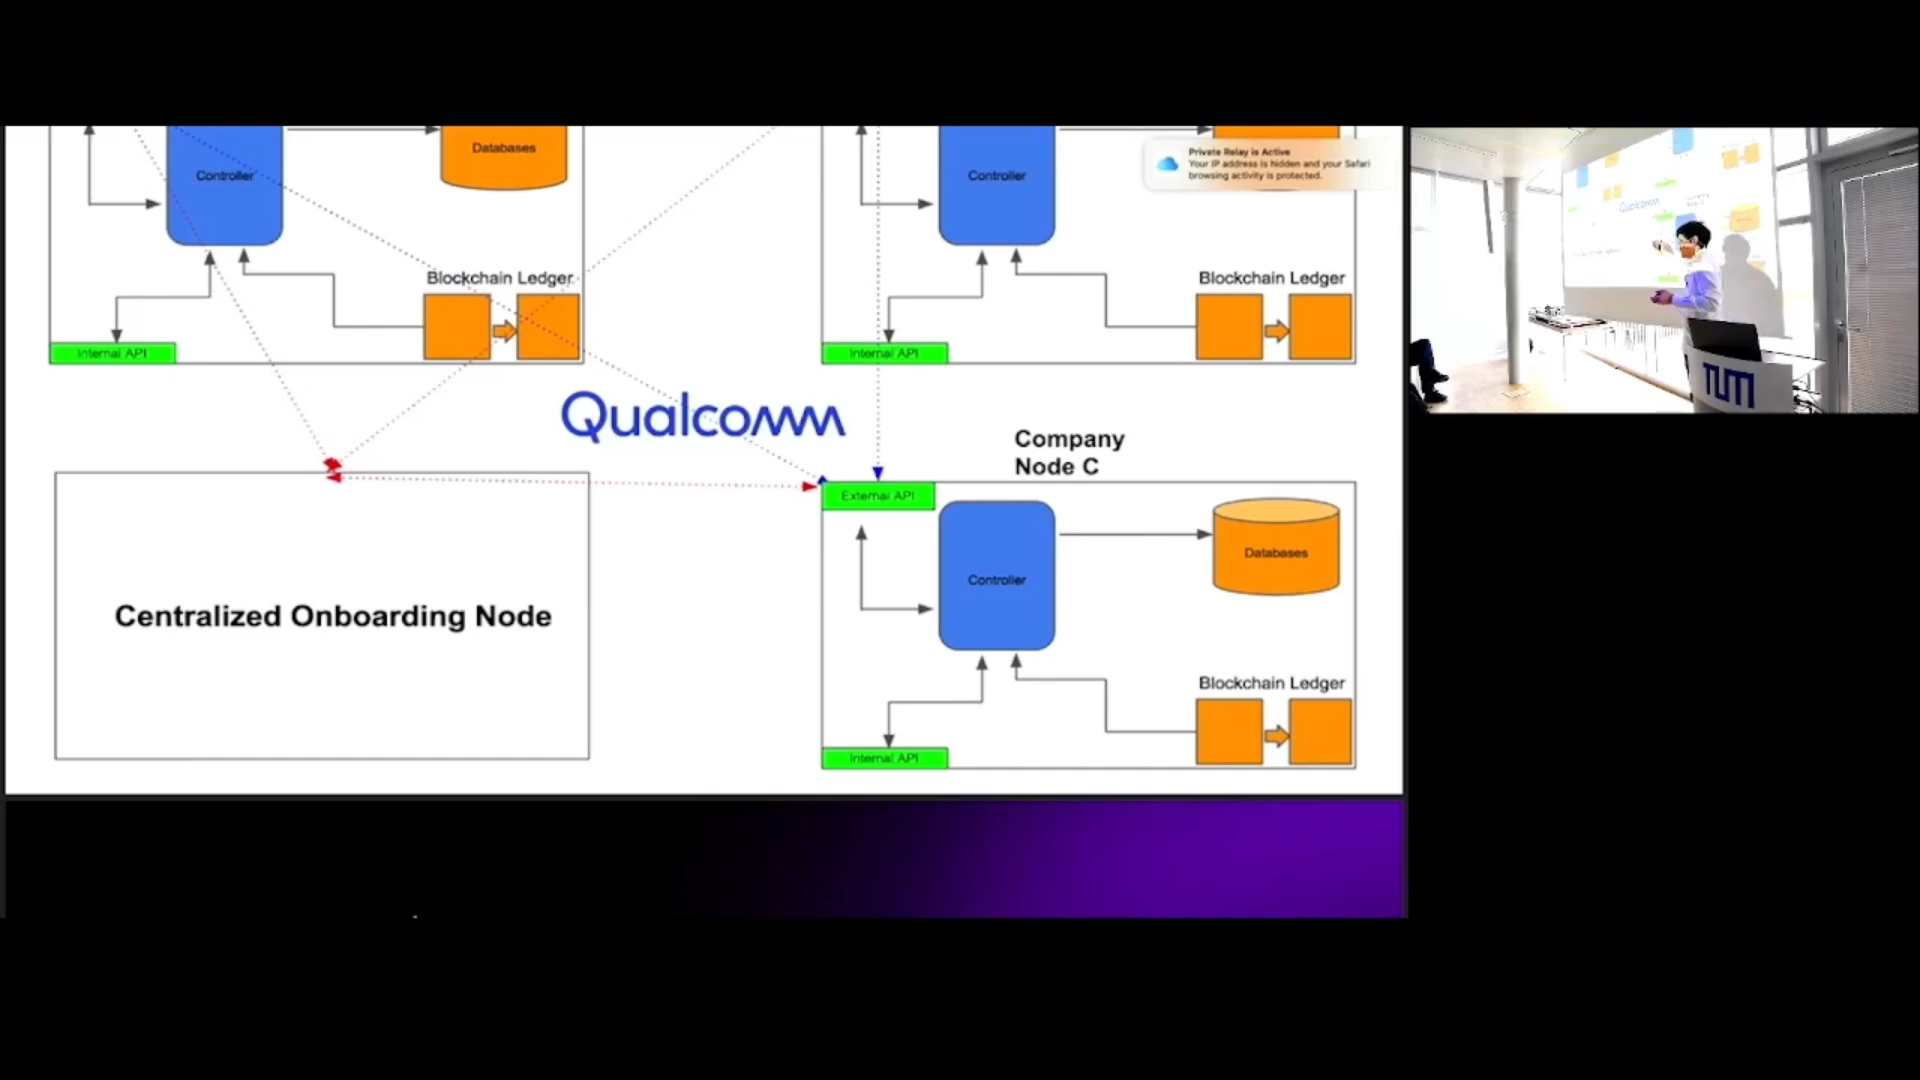 Databases
Controller
Blockchain Ledger
Internal API
Controller
Private Relay is Active
Your IP address is hidden and your Safari
browsing activity is protected.
Blockchain Ledger
Internal API
Qualcomm
Company
Node C
External API
Controller
Databases
Blockchain Ledger
Internal API
Centralized Onboarding Node
Qualcomm
TUM